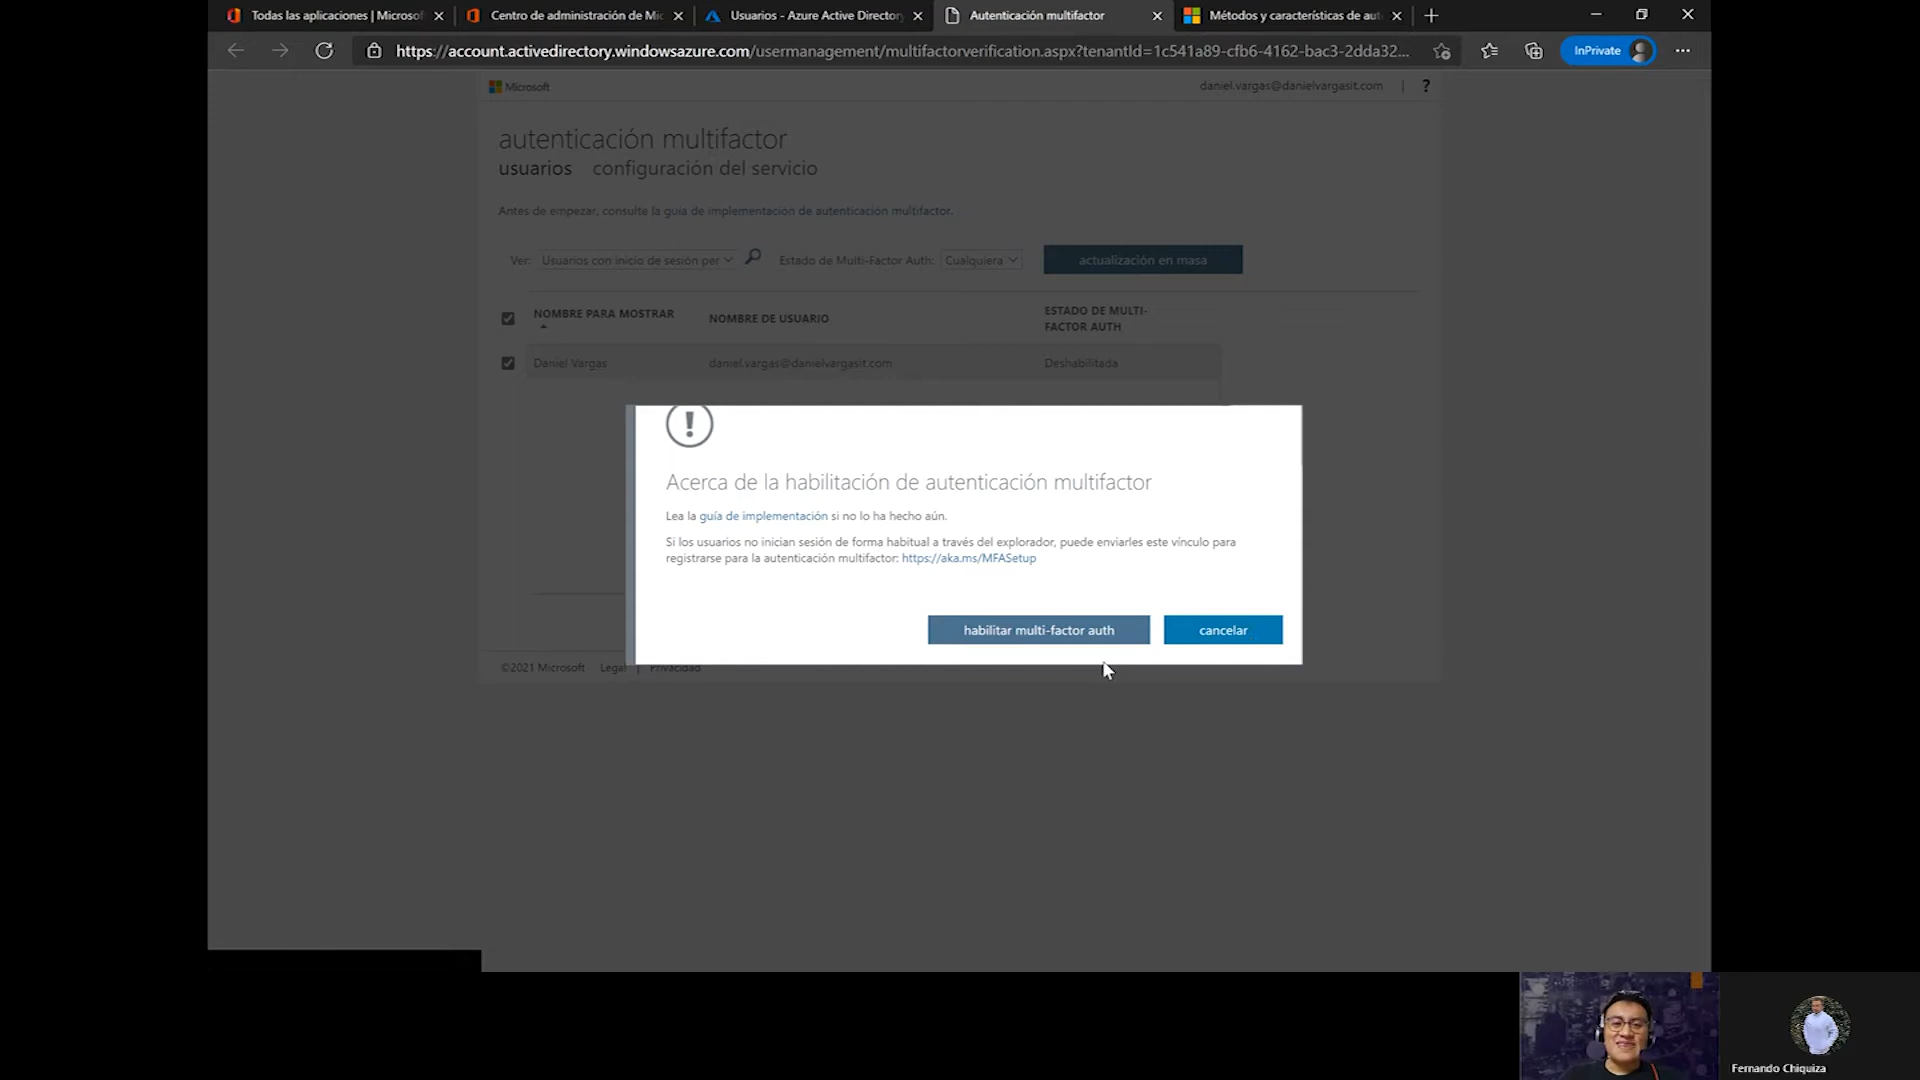 Todas las aplicaciones | Microsof
Centro de administración de Mic
Usuarios - Azure Active Directory
Autenticación multifactor
Métodos y características de aut
https://account.activedirectory.windowsazure.com/usermanagement/multifactorverification.aspx?tenantId=1c541a89-cfb6-4162-bac3-2dda32...
InPrivate
Microsoft
daniel.vargas@danielvargasit.com | ?
autenticación multifactor
usuarios configuración del servicio
Antes de empezar, consulte la guía de implementación de autenticación multifactor.
Ver: Usuarios con inicio de sesión per Estado de Multi-Factor Auth: Cualquiera actualización en masa
NOMBRE PARA MOSTRAR
NOMBRE DE USUARIO
ESTADO DE MULTI-
FACTOR AUTH
Daniel Vargas daniel.vargas@danielvargasit.com Deshabilitada
Acerca de la habilitación de autenticación multifactor
Lea la guía de implementación si no lo ha hecho aún.
Si los usuarios no inician sesión de forma habitual a través del explorador, puede enviarles este vínculo para
registrarse para la autenticación multifactor: https://aka.ms/MFASetup
habilitar multi-factor auth cancelar
©2021 Microsoft Legal | Privacidad
Fernando Chiquiza